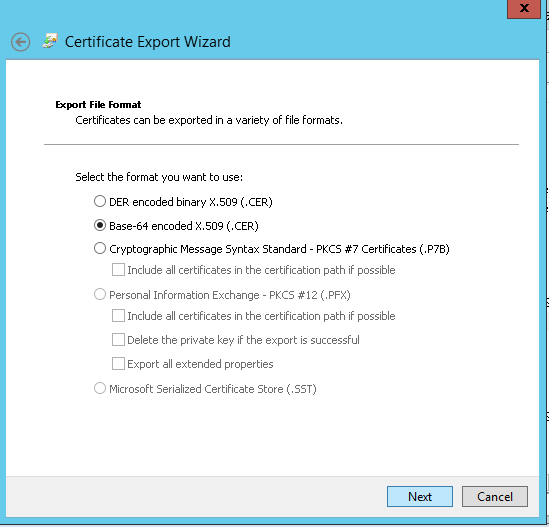 x
Certificate Export Wizard
Export File Format
Certificates can be exported in a variety of file formats.
Select the format you want to use:
DER encoded binary X.509 (.CER)
Base-64 encoded X.509 (.CER)
Cryptographic Message Syntax Standard - PKCS #7 Certificates (.P7B)
Include all certificates in the certification path if possible
Personal Information Exchange - PKCS #12 (.PFX)
Include all certificates in the certification path if possible
Delete the private key if the export is successful
Export all extended properties
Microsoft Serialized Certificate Store (.SST)
Next Cancel